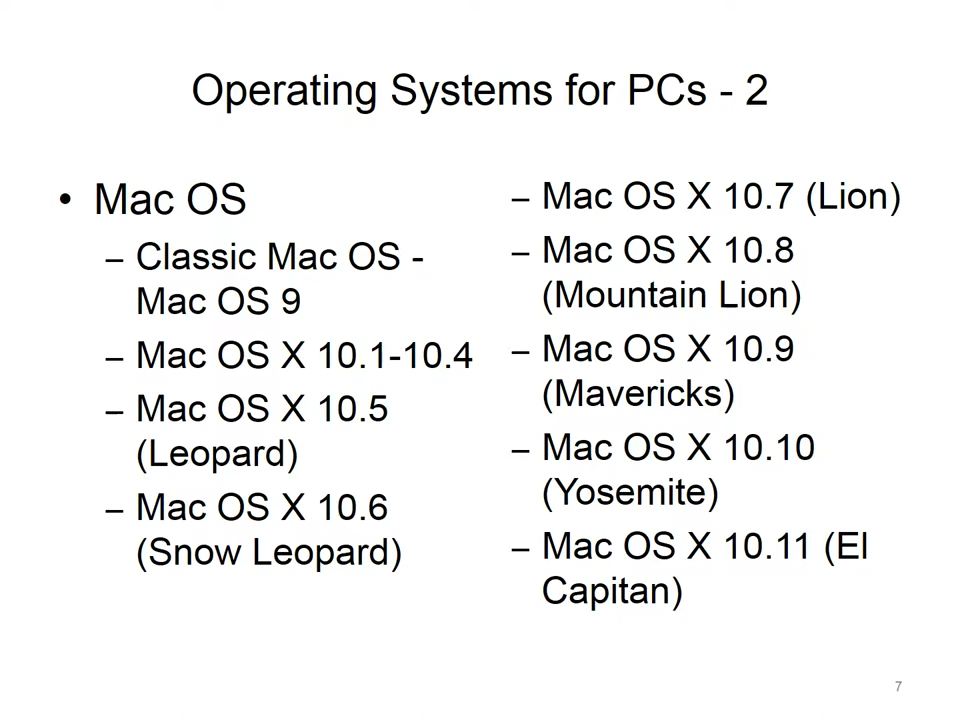 Operating Systems for PCs - 2
• Mac OS
– Classic Mac OS -
Mac OS 9
– Mac OS X 10.1-10.4
– Mac OS X 10.5
(Leopard)
– Mac OS X 10.6
(Snow Leopard)
– Mac OS X 10.7 (Lion)
– Mac OS X 10.8
(Mountain Lion)
– Mac OS X 10.9
(Mavericks)
– Mac OS X 10.10
(Yosemite)
– Mac OS X 10.11 (El
Capitan)
7